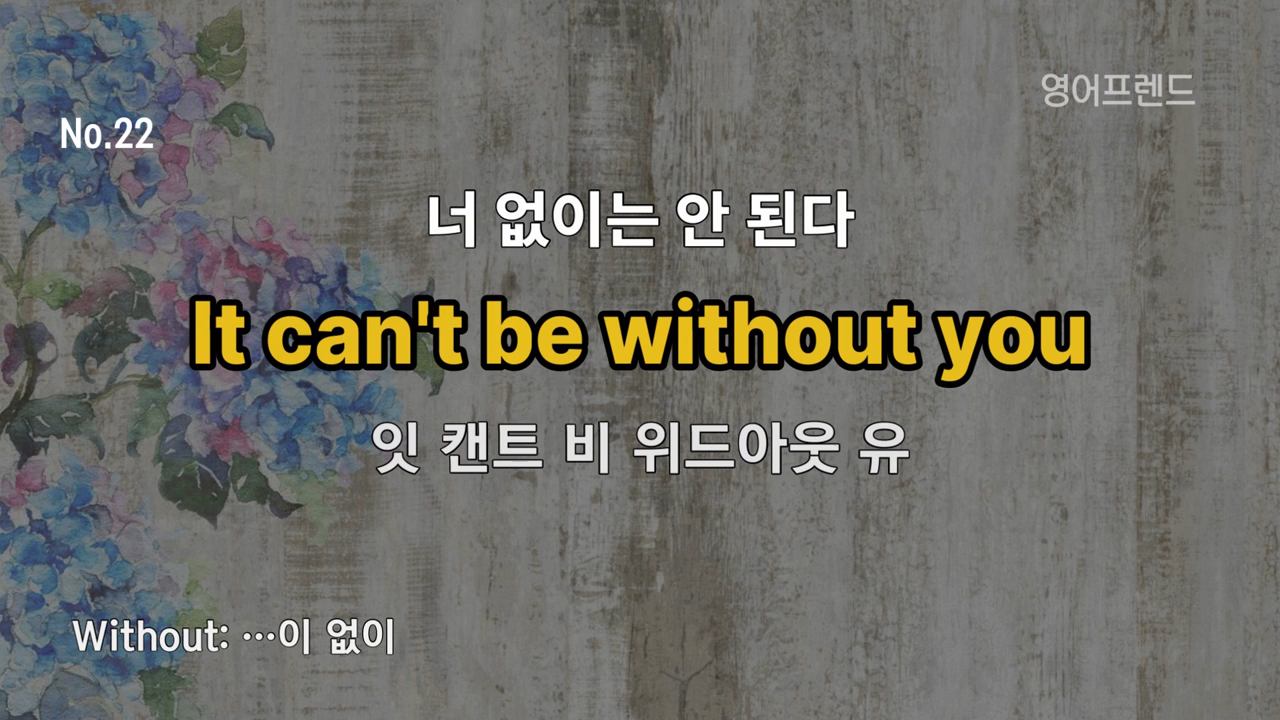 영어프렌드
No.22
너 없이는 안 된다
It can't be without you
잇 캔트 비 위드아웃 유
Without: …이 없이